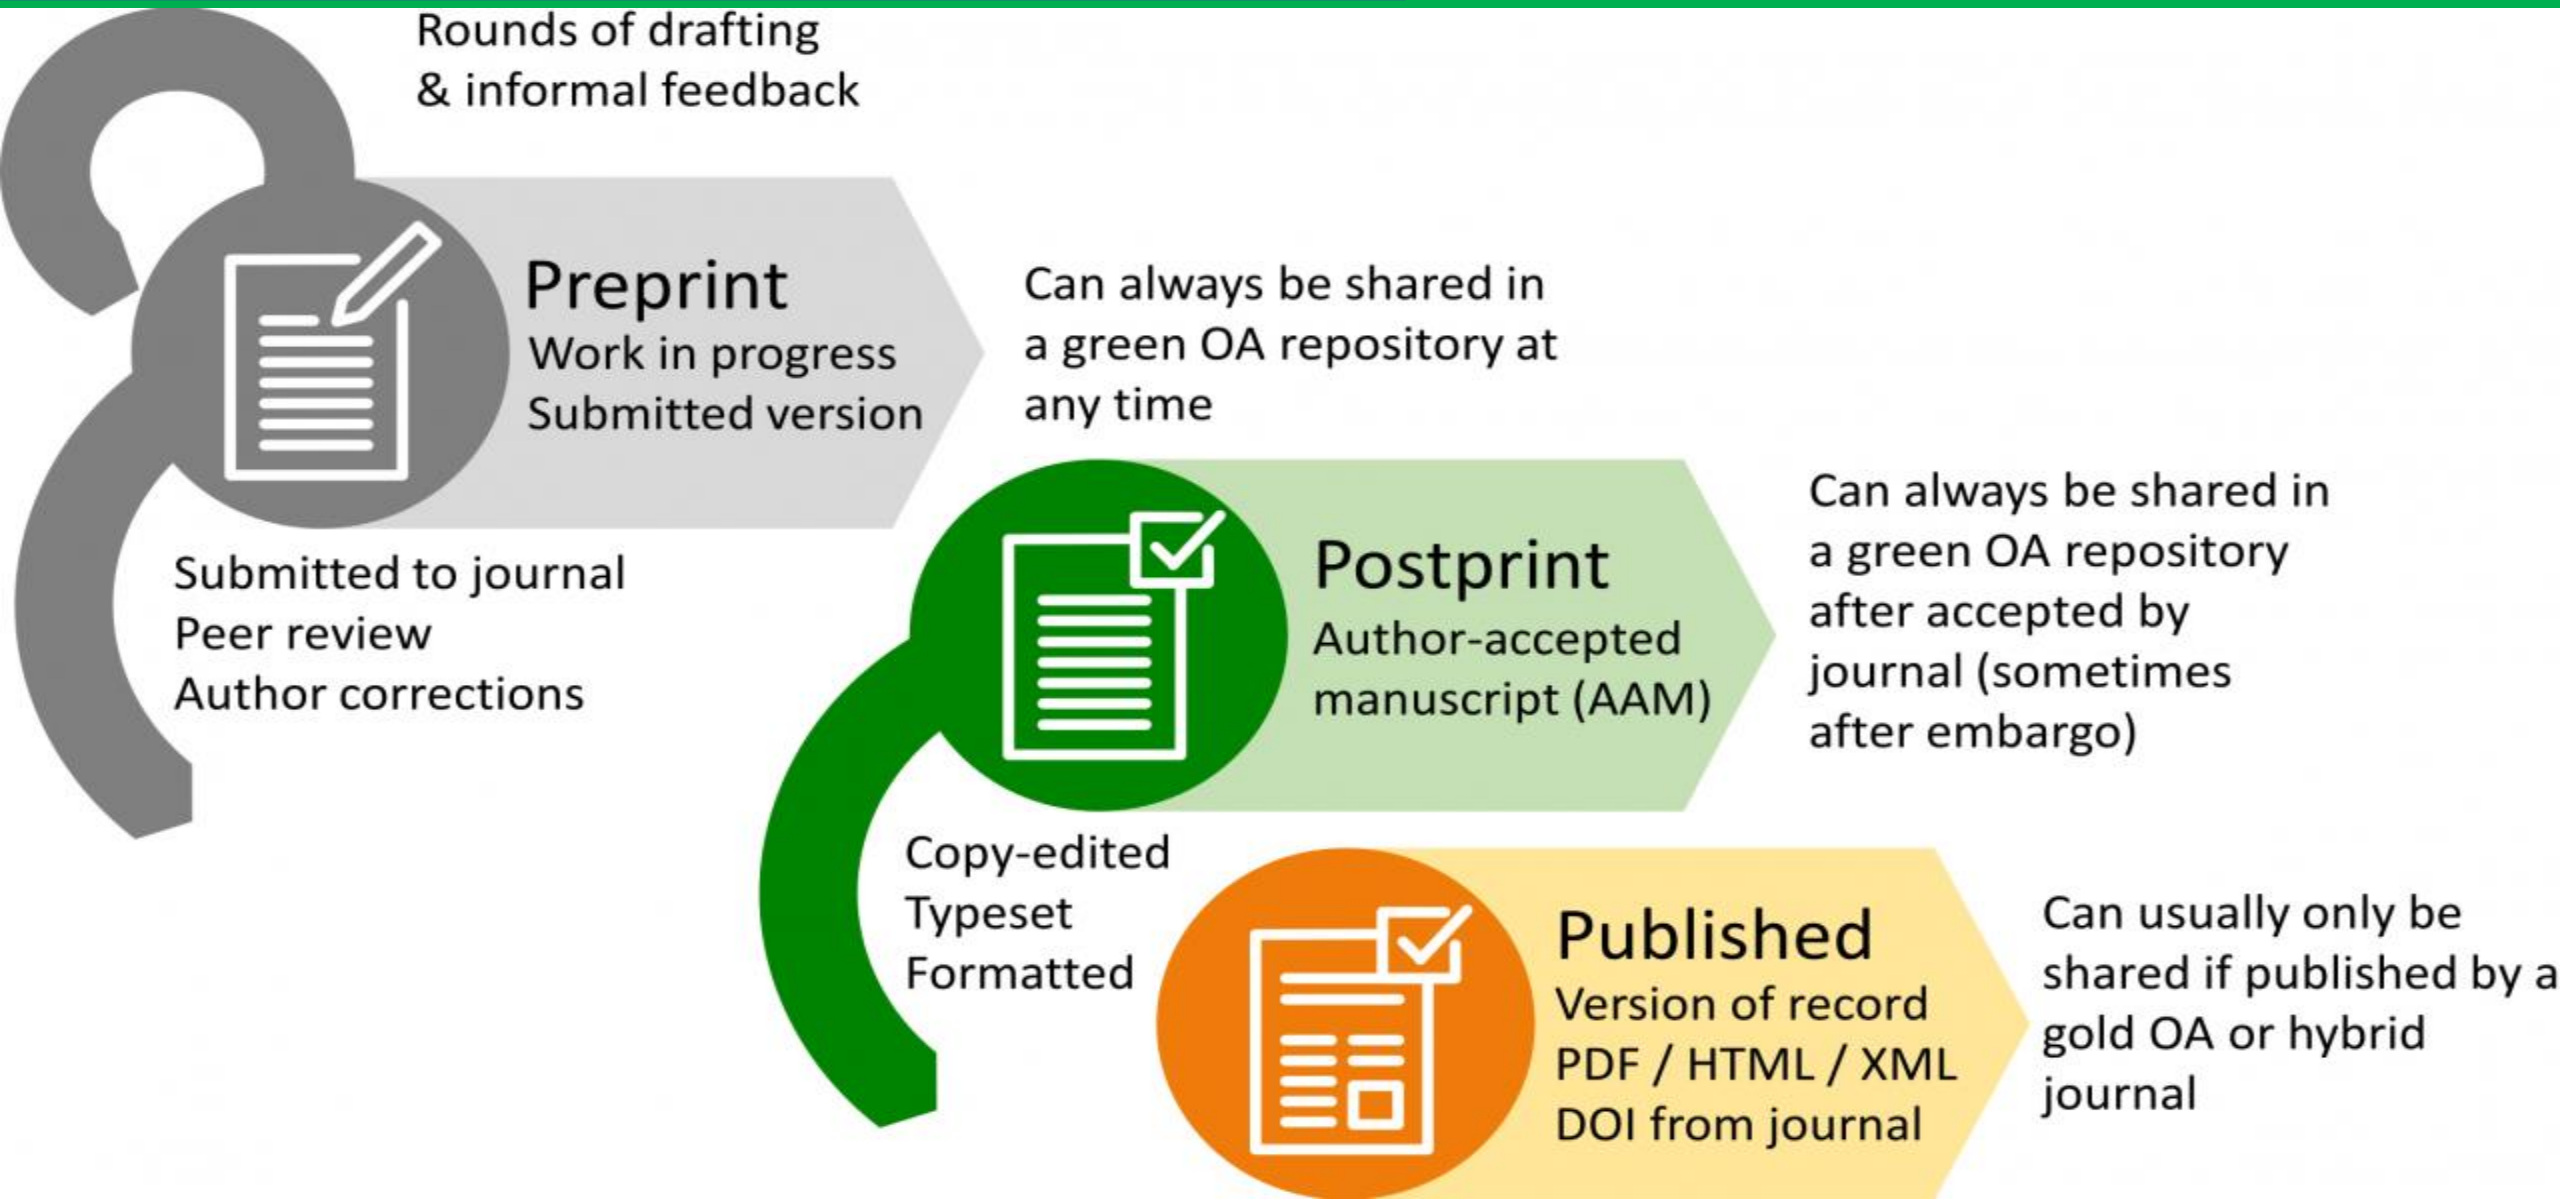 Rounds of drafting
& informal feedback
Preprint
Work in progress
Submitted version
Can always be shared in
a green OA repository at
any time
Submitted to journal
Peer review
Author corrections
Postprint
Author-accepted
manuscript (AAM)
Can always be shared in
a green OA repository
after accepted by
journal (sometimes
after embargo)
Copy-edited
Typeset
Formatted
Published
Version of record
PDF / HTML / XML
DOI from journal
Can usually only be
shared if published by a
gold OA or hybrid
journal